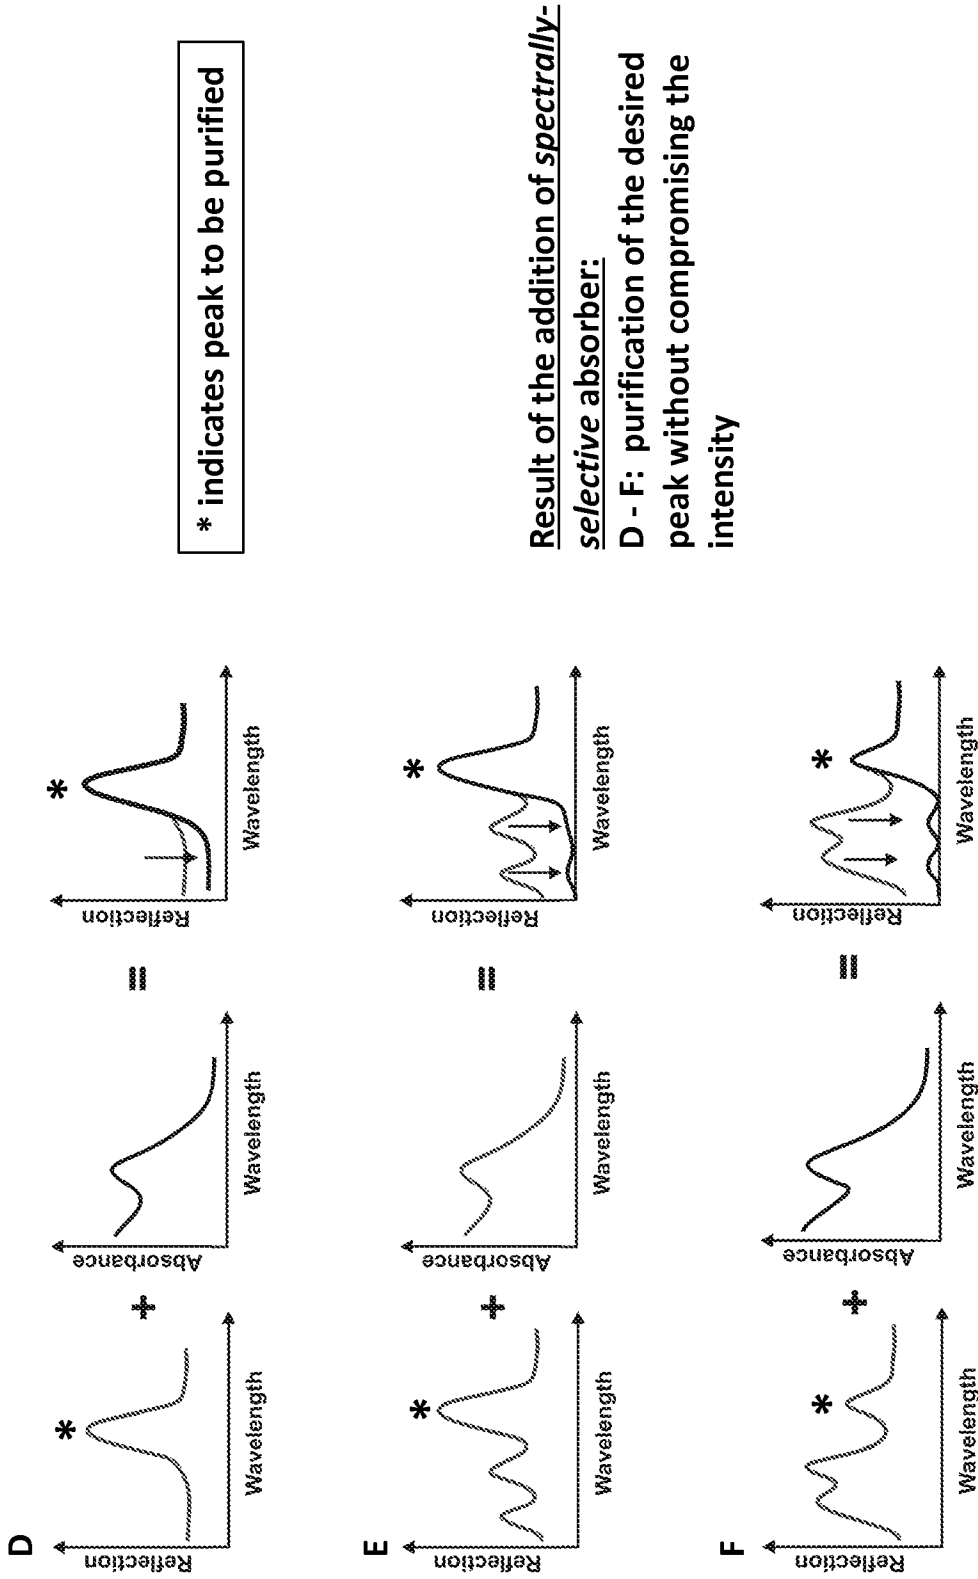 D
Reflection
*
Wavelength
+
Absorbance
Wavelength
=
Reflection
*
Wavelength
* indicates peak to be purified
E
Reflection
*
Wavelength
+
Absorbance
Wavelength
=
Reflection
*
Wavelength
Result of the addition of spectrally-
selective absorber:
D - F: purification of the desired
peak without compromising the
intensity
F
Reflection
*
Wavelength
+
Absorbance
Wavelength
=
Reflection
*
Wavelength